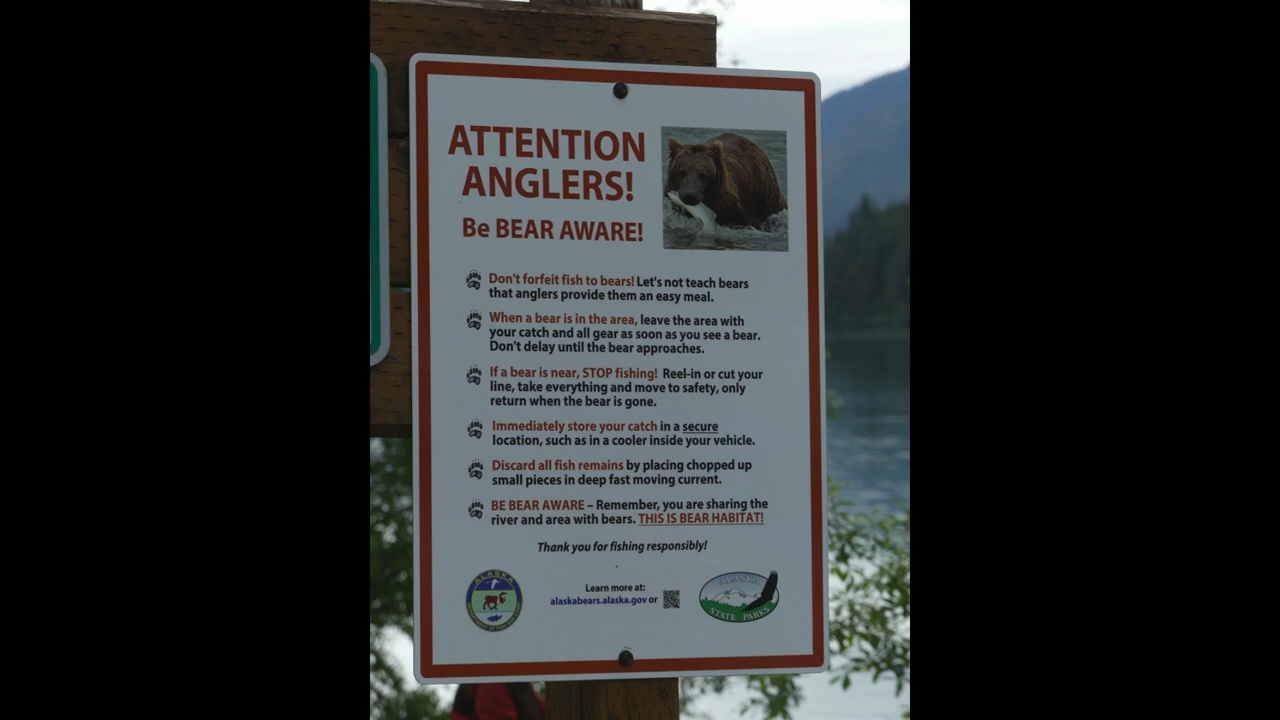 ATTENTION
ANGLERS!
Be BEAR AWARE!
Don't forfeit fish to bears! Let's not teach bears
that anglers provide them an easy meal.
When a bear is in the area, leave the area with
your catch and all gear as soon as you see a bear.
Don't delay until the bear approaches.
If a bear is near, STOP fishing! Reel-in or cut your
line, take everything and move to safety, only
return when the bear is gone.
Immediately store your catch in a secure
location, such as in a cooler inside your vehicle.
Discard all fish remains by placing chopped up
small pieces in deep fast moving current.
BE BEAR AWARE – Remember, you are sharing the
river and area with bears. THIS IS BEAR HABITAT!
Thank you for fishing responsibly!
ALASKA
Learn more at:
alaskabears.alaska.gov or
ALASKA
STATE PARKS